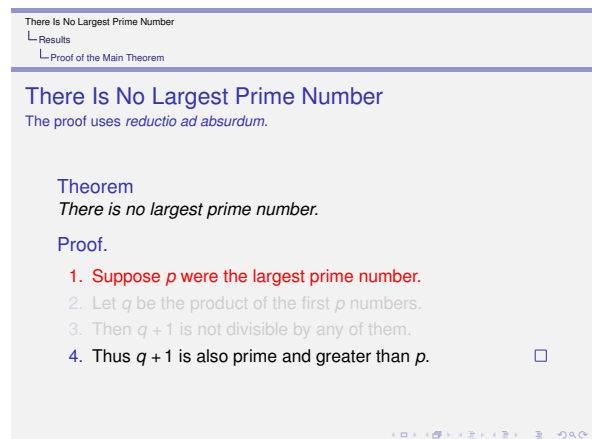 There Is No Largest Prime Number
Results
Proof of the Main Theorem
There Is No Largest Prime Number
The proof uses reductio ad absurdum.
Theorem
There is no largest prime number.
Proof.
1. Suppose p were the largest prime number.
2. Let q be the product of the first p numbers.
3. Then q + 1 is not divisible by any of them.
4. Thus q + 1 is also prime and greater than p. □